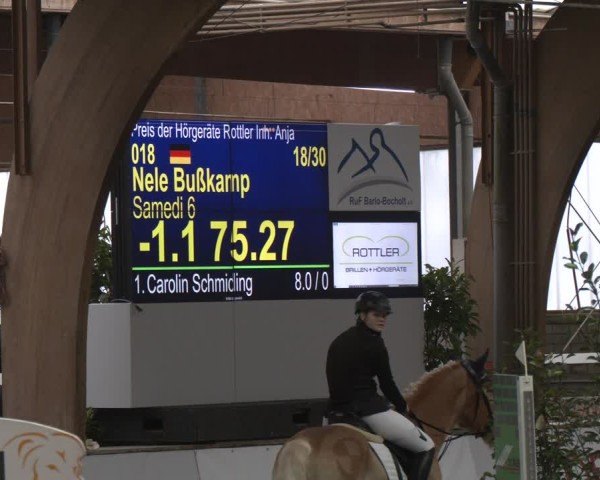 Preis der Hörgeräte Rottler Inh. Anja
018 18/30
Nele Bußkamp
Samedi 6
-1.1 75.27
1. Carolin Schmiding 8.0 / 0
RuF Barlo-Bocholt e.V.
ROTTLER
BRILLEN + HÖRGERÄTE